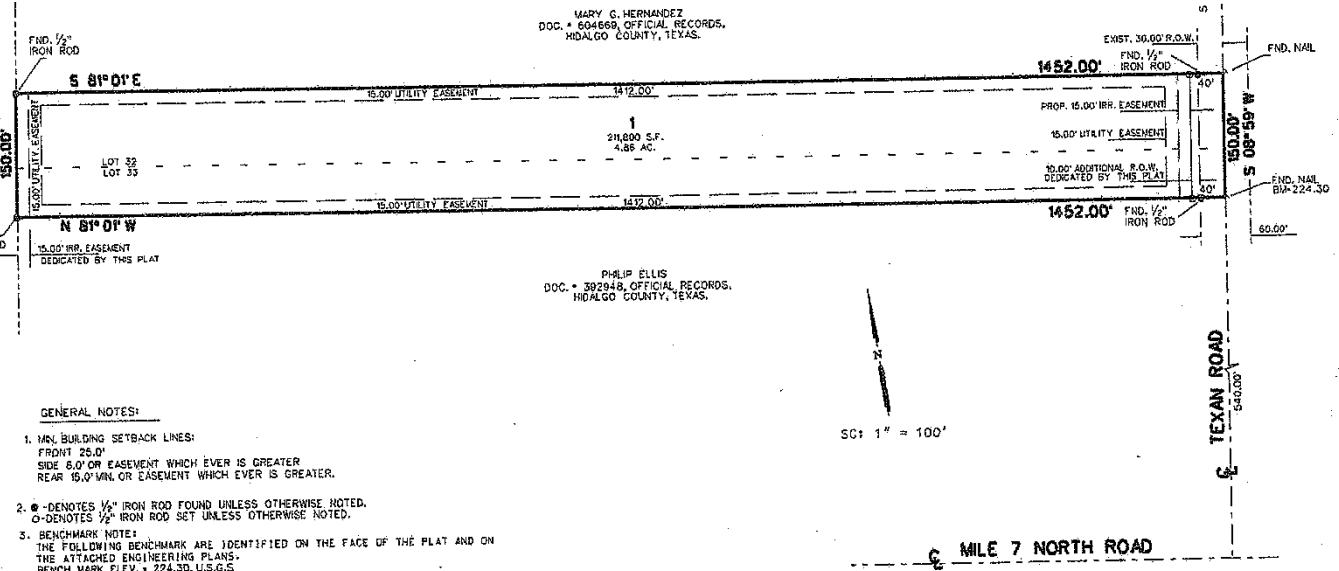 MARY G. HERNANDEZ
DOC. * 604669, OFFICIAL RECORDS,
HIDALGO COUNTY, TEXAS.
S
FND. 1/2"
IRON ROD
EXIST. 30.00' R.O.W.
FND. 1/2"
IRON ROD
FND. NAIL
S 81°01' E
1452.00'
40'
15.00' UTILITY EASEMENT
1412.00'
PROP. 15.00' IRR. EASEMENT
1
211,800 S.F.
4.86 AC.
15.00' UTILITY EASEMENT
150.00'
15.00' UTILITY EASEMENT
LOT 32
LOT 33
10.00' ADDITIONAL R.O.W.
DEDICATED BY THIS PLAT
150.00'
S 08°59' W
40'
FND. NAIL
BM-224.30
15.00' UTILITY EASEMENT
1412.00'
N 81°01' W
1452.00'
FND. 1/2"
IRON ROD
60.00'
D
15.00' IRR. EASEMENT
DEDICATED BY THIS PLAT
PHILIP ELLIS
DOC. * 392948, OFFICIAL RECORDS,
HIDALGO COUNTY, TEXAS.
N
SC: 1" = 100'
TEXAN ROAD
540.00'
GENERAL NOTES:
1. MIN. BUILDING SETBACK LINES:
FRONT 25.0'
SIDE 6.0' OR EASEMENT WHICH EVER IS GREATER
REAR 15.0' MIN. OR EASEMENT WHICH EVER IS GREATER.
2. ● -DENOTES 1/2" IRON ROD FOUND UNLESS OTHERWISE NOTED.
O-DENOTES 1/2" IRON ROD SET UNLESS OTHERWISE NOTED.
3. BENCHMARK NOTE:
THE FOLLOWING BENCHMARK ARE IDENTIFIED ON THE FACE OF THE PLAT AND ON
THE ATTACHED ENGINEERING PLANS.
BENCH MARK ELEV. = 224.30, U.S.G.S
℄
℄ MILE 7 NORTH ROAD